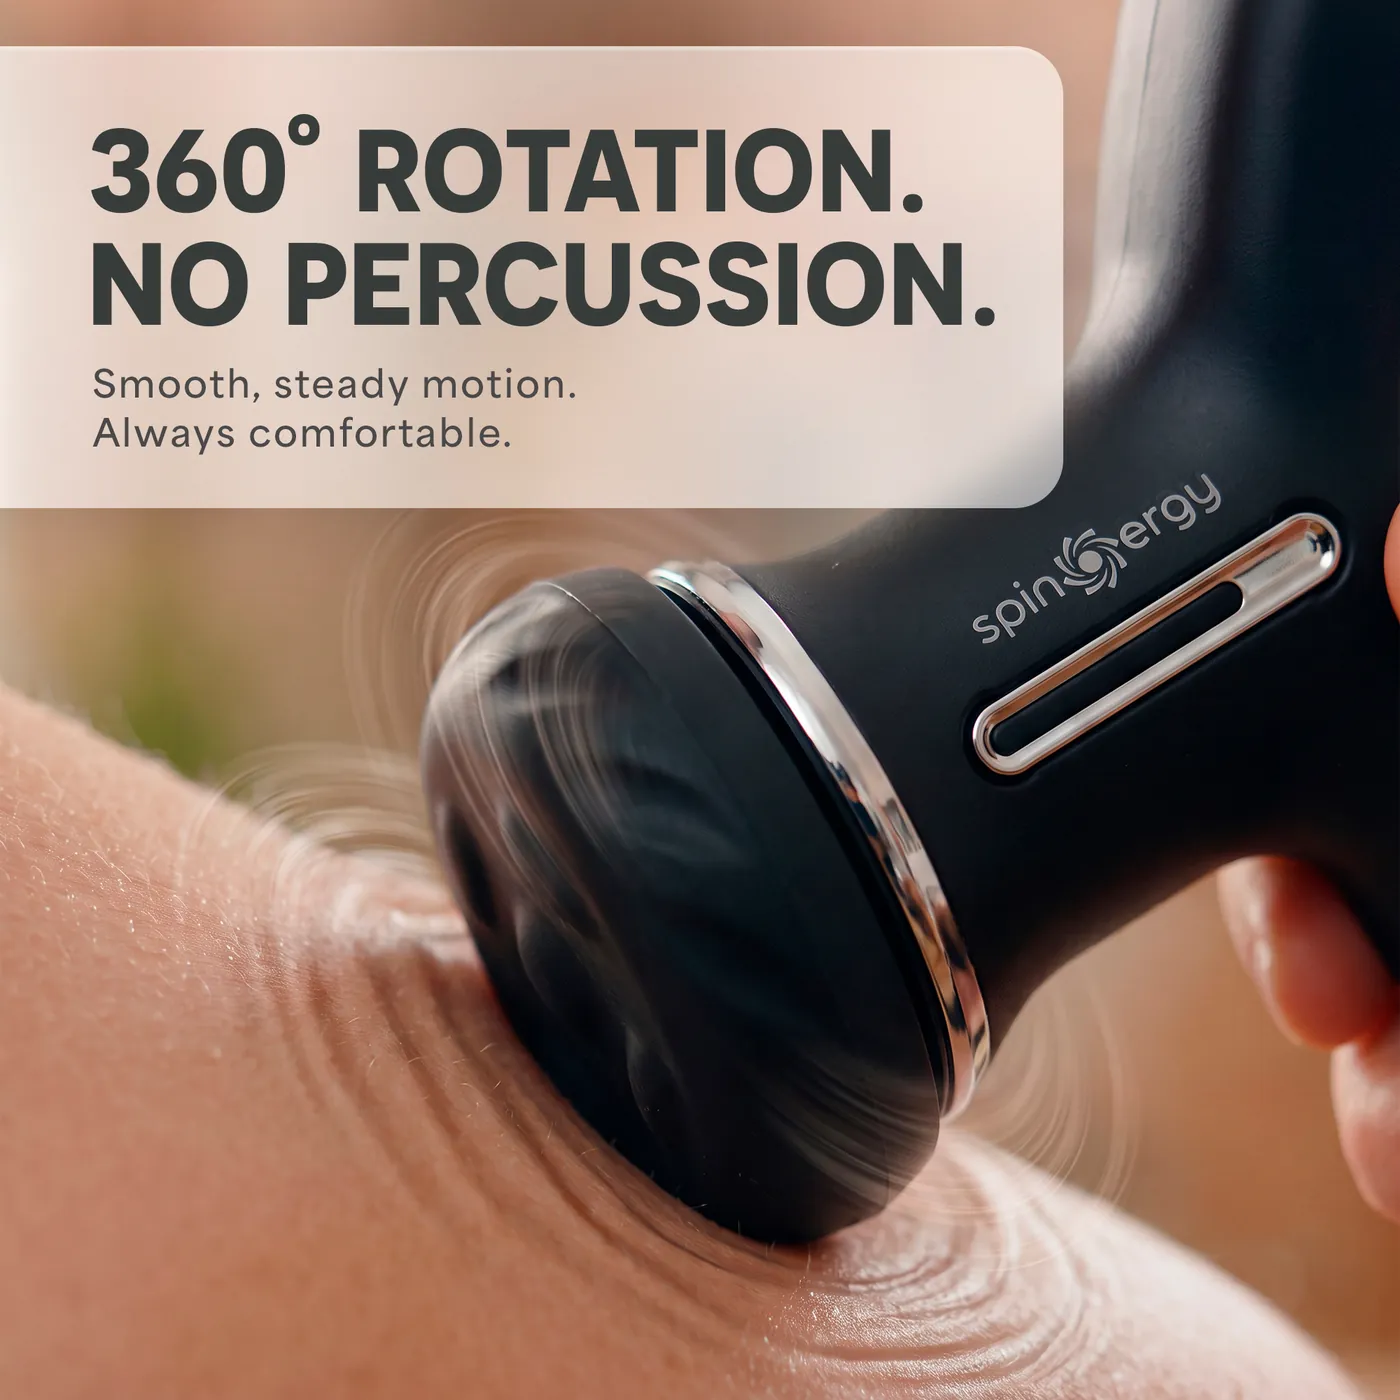 360° ROTATION.
NO PERCUSSION.
Smooth, steady motion.
Always comfortable.
spinergy